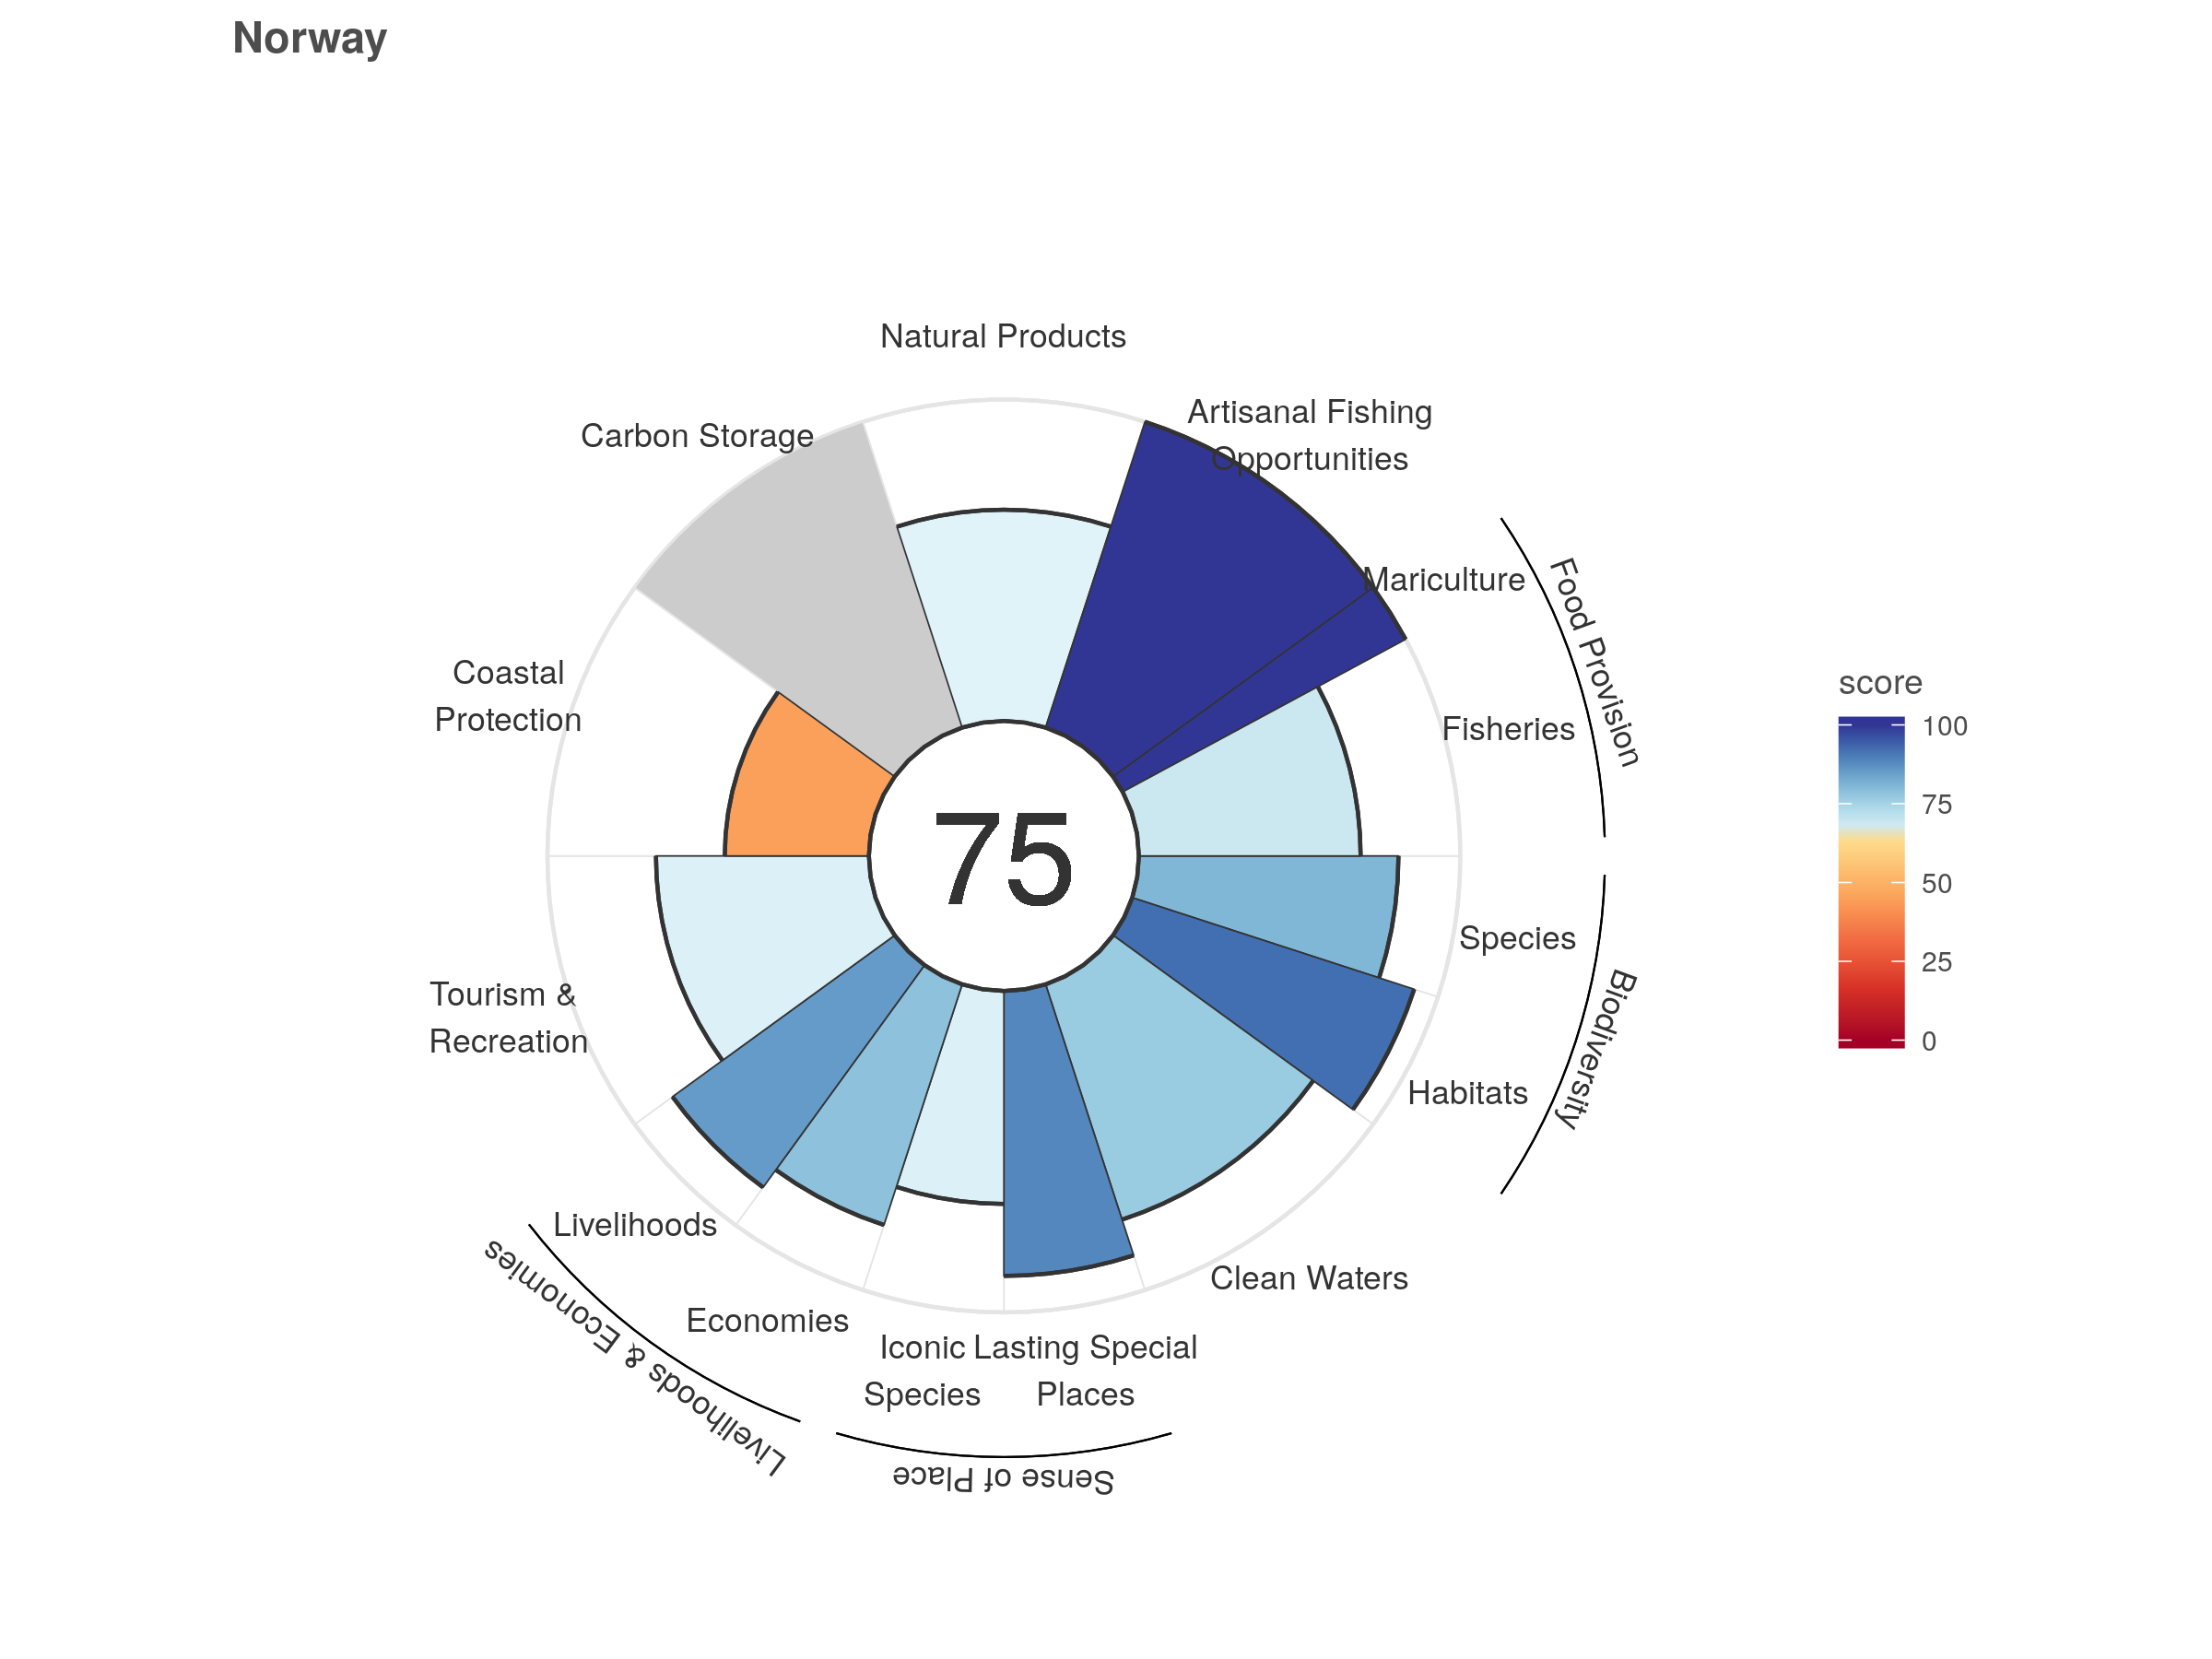 Norway
Natural Products
Artisanal Fishing
Opportunities
Carbon Storage
Mariculture
Food Provision
Fisheries
Coastal
Protection
score
100
75
50
25
0
75
Species
Biodiversity
Tourism &
Recreation
Habitats
Livelihoods
Clean Waters
Livelihoods & Economies
Economies
Iconic
Species
Lasting Special
Places
Sense of Place